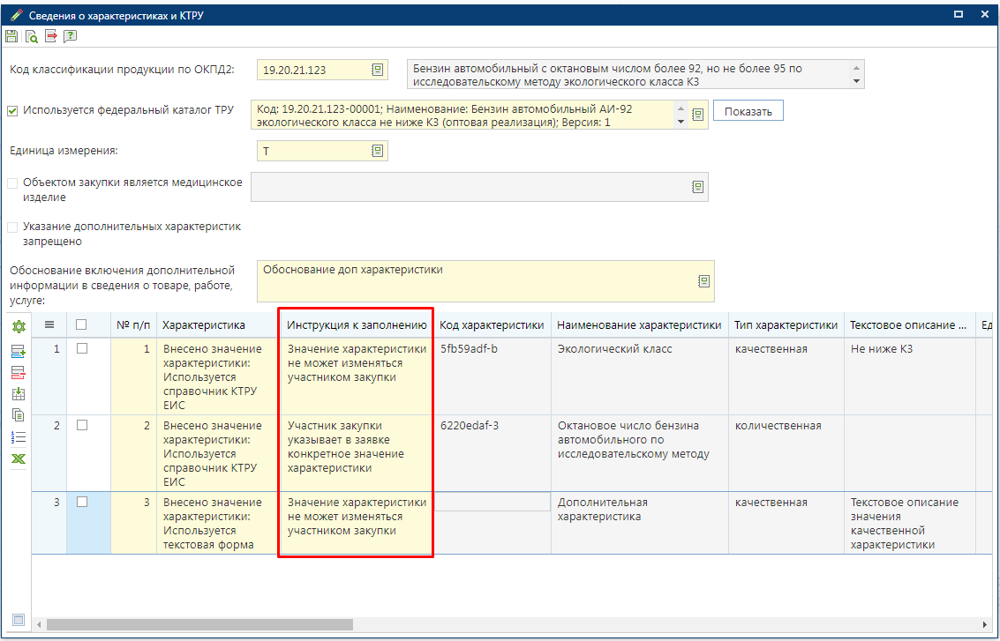 Сведения о характеристиках и КТРУ
Код классификации продукции по ОКПД2:
19.20.21.123
Бензин автомобильный с октановым числом более 92, но не более 95 по
исследовательскому методу экологического класса К3
Используется федеральный каталог ТРУ
Код: 19.20.21.123-00001; Наименование: Бензин автомобильный АИ-92
экологического класса не ниже К3 (оптовая реализация); Версия: 1
Показать
Единица измерения:
Т
Объектом закупки является медицинское
изделие
Указание дополнительных характеристик
запрещено
Обоснование включения дополнительной
информации в сведения о товаре, работе,
услуге:
Обоснование доп характеристики
№ п/п Характеристика Инструкция к заполнению Код характеристики Наименование характеристики Тип характеристики Текстовое описание ... Ед
1 1
Внесено значение
характеристики:
Используется
справочник КТРУ
ЕИС
Значение характеристики
не может изменяться
участником закупки
5fb59adf-b
Экологический класс
качественная
Не ниже К3
2 2
Внесено значение
характеристики:
Используется
справочник КТРУ
ЕИС
Участник закупки
указывает в заявке
конкретное значение
характеристики
6220edaf-3
Октановое число бензина
автомобильного по
исследовательскому методу
количественная
3 3
Внесено значение
характеристики:
Используется
текстовая форма
Значение характеристики
не может изменяться
участником закупки
Дополнительная
характеристика
качественная
Текстовое описание
значения
качественной
характеристики